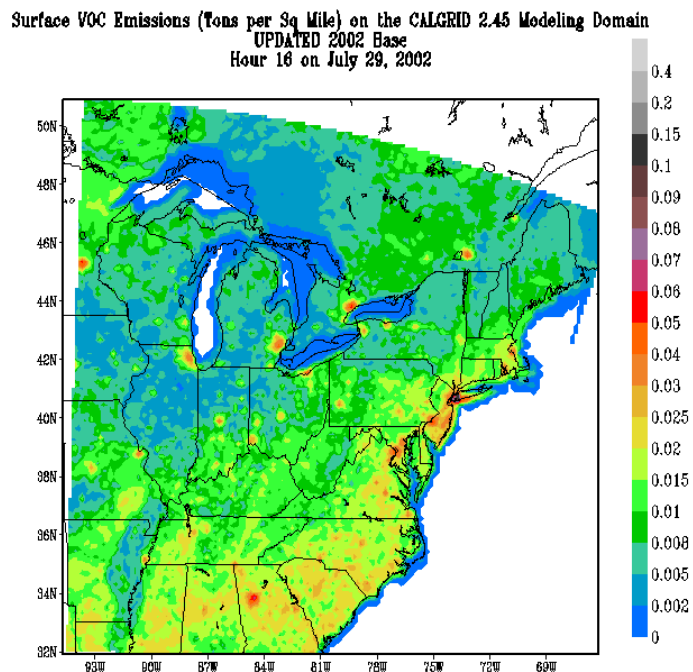 Surface VOC Emissions (Tons per Sq Mile) on the CALGRID 2.45 Modeling Domain
UPDATED 2002 Base
Hour 16 on July 29, 2002
0.4
0.2
0.15
0.1
0.09
0.08
0.07
0.06
0.05
0.04
0.03
0.02
0.02
0.01
0.01
0.008
0.005
0.002
0
50N
48N
46N
44N
42N
40N
38N
36N
34N
32N
93W
90W
87W
84W
81W
78W
75W
72W
69W